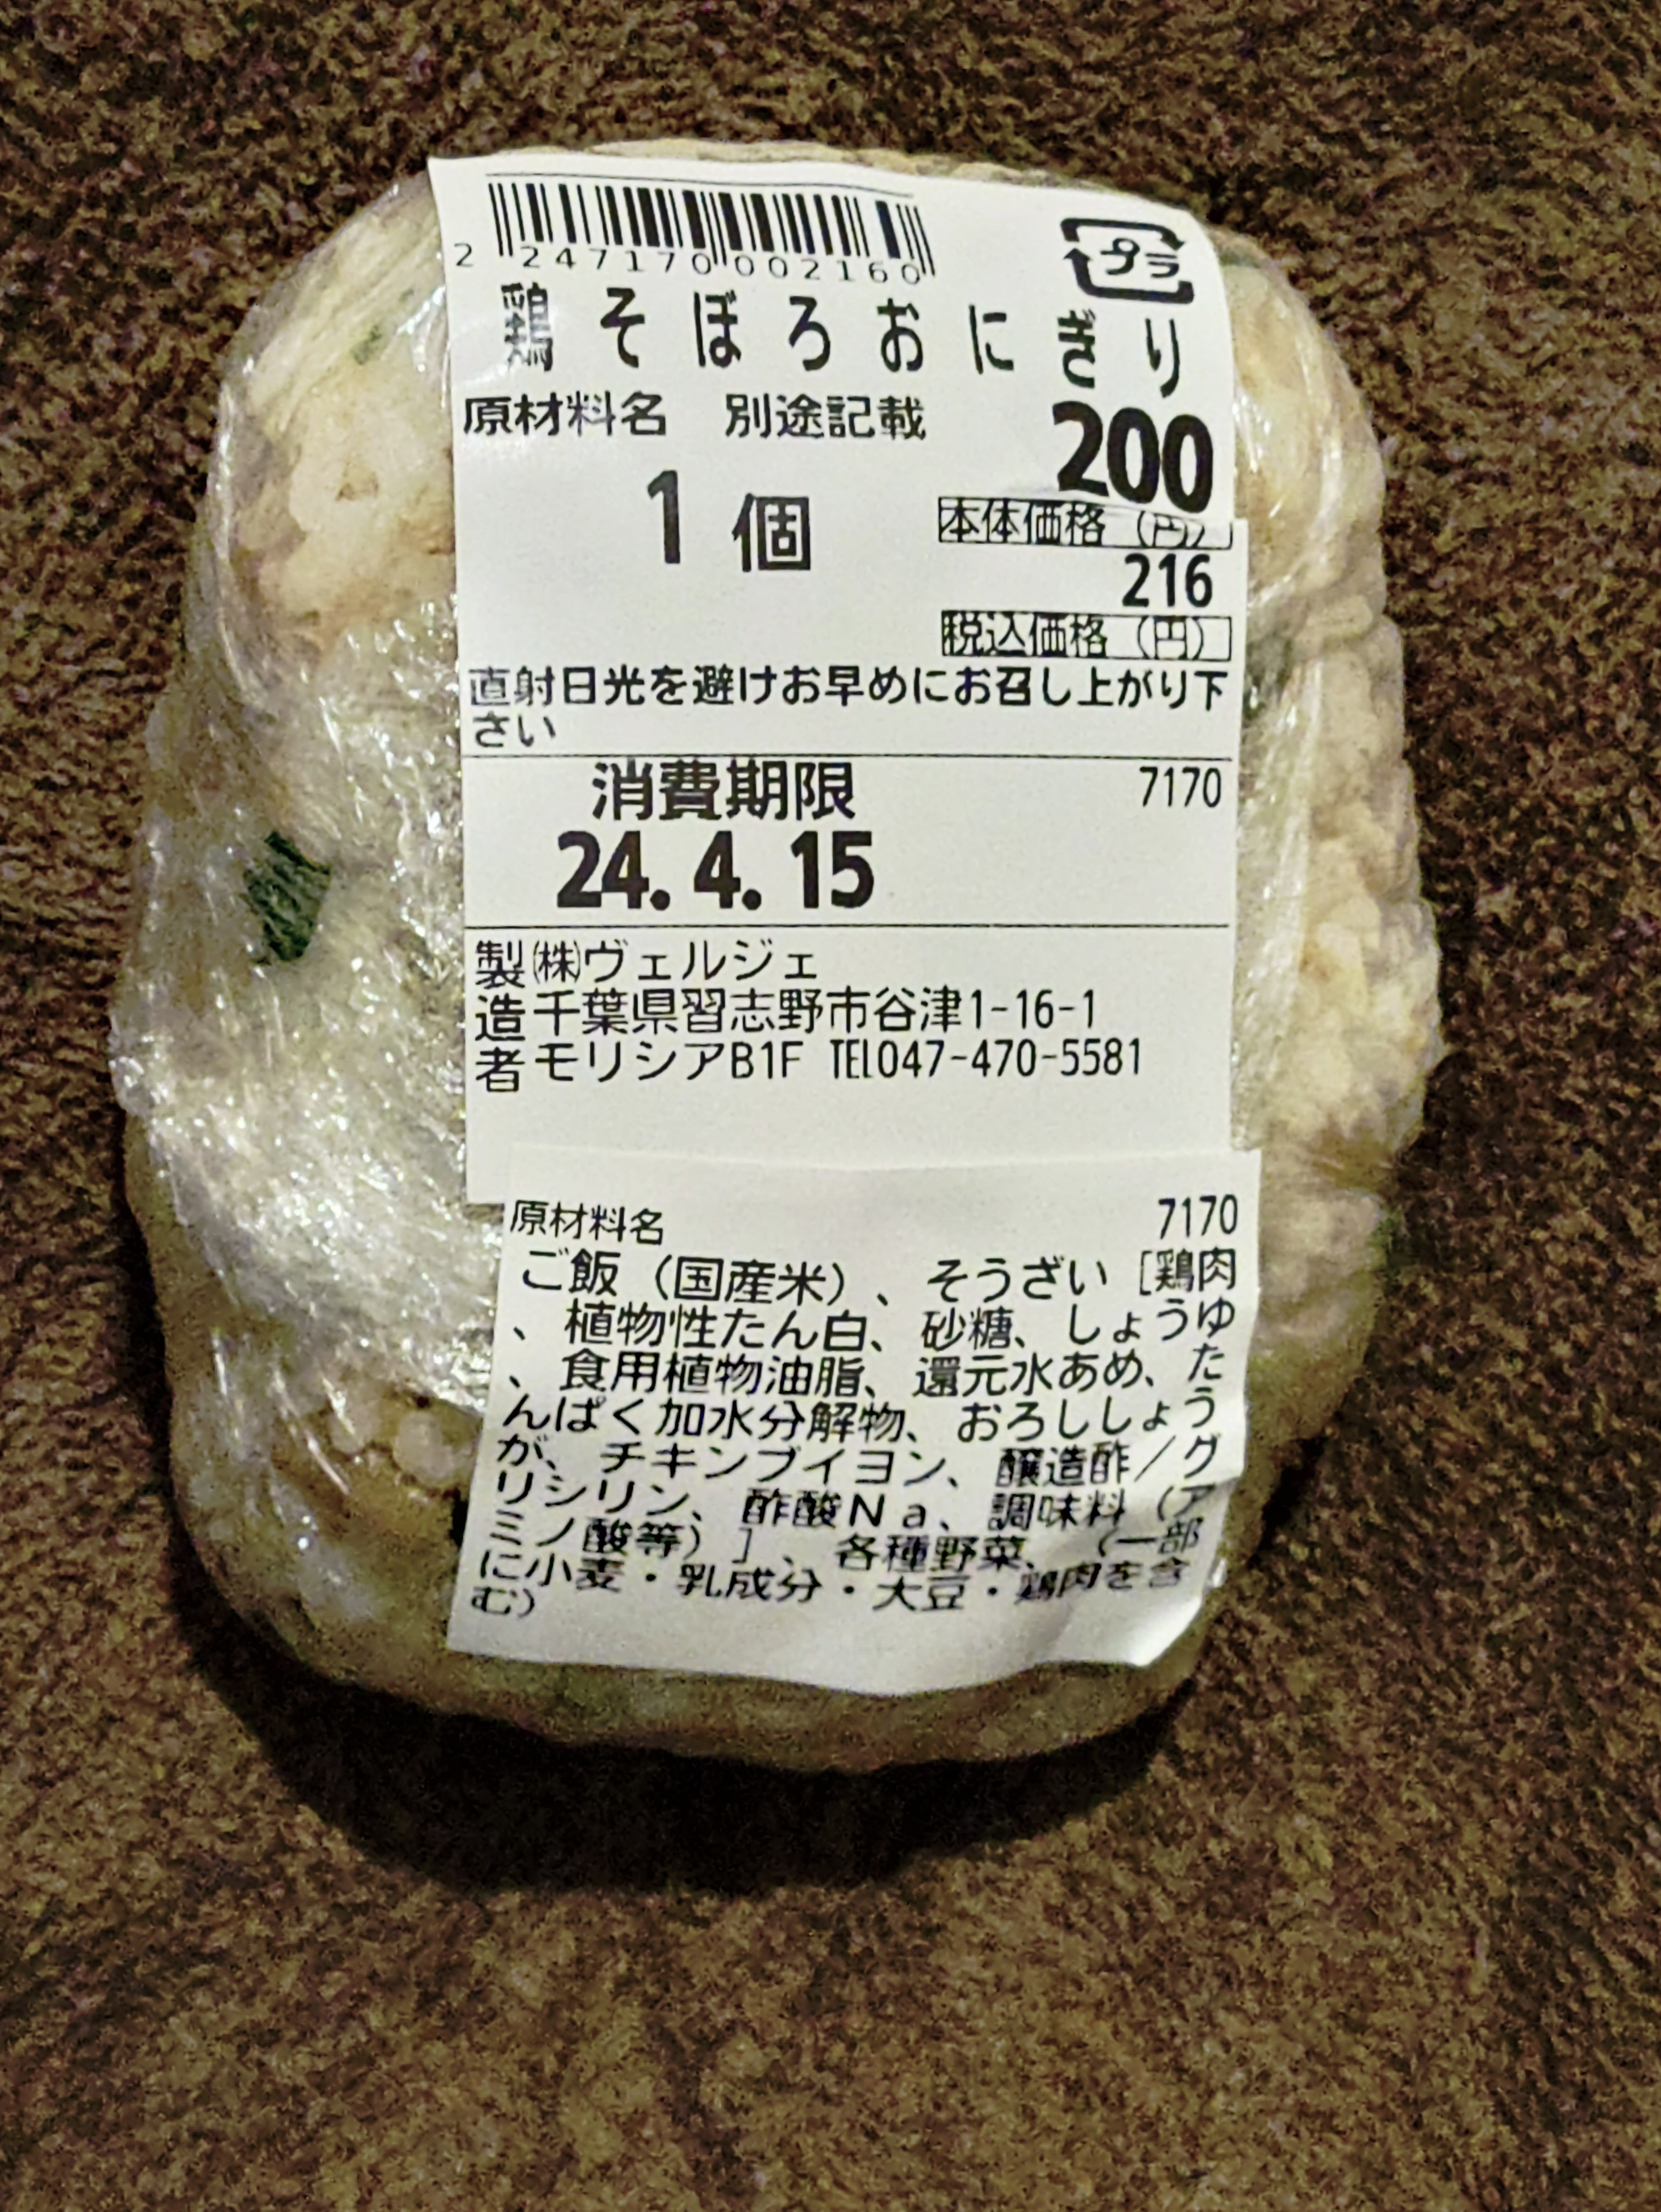 2 247170 002160
プラ
鶏そぼろおにぎり
原材料名 別途記載
200
1個
本体価格 (円)
216
税込価格 (円)
直射日光を避けお早めにお召し上がり下
さい
消費期限 7170
24.4.15
製㈱ヴェルジェ
造千葉県習志野市谷津1-16-1
者モリシアB1F TEL047-470-5581
原材料名 7170
ご飯(国産米)、そうざい[鶏肉
、植物性たん白、砂糖、しょうゆ
、食用植物油脂、還元水あめ、た
んぱく加水分解物、おろししょう
が、チキンブイヨン、醸造酢/グ
リシリン、酢酸Na、調味料(ア
ミノ酸等)]、各種野菜、(一部
に小麦・乳成分・大豆・鶏肉を含
む)